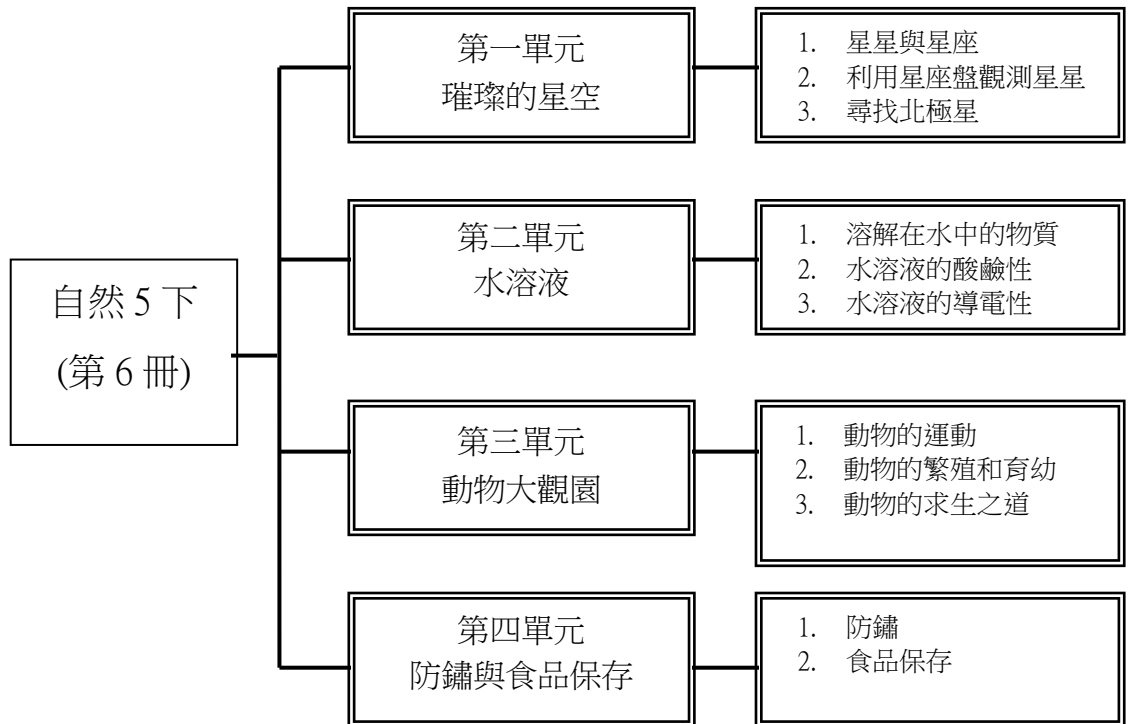 自然5下
(第6冊)
第一單元
璀璨的星空
1. 星星與星座
2. 利用星座盤觀測星星
3. 尋找北極星
第二單元
水溶液
1. 溶解在水中的物質
2. 水溶液的酸鹼性
3. 水溶液的導電性
第三單元
動物大觀園
1. 動物的運動
2. 動物的繁殖和育幼
3. 動物的求生之道
第四單元
防鏽與食品保存
1. 防鏽
2. 食品保存